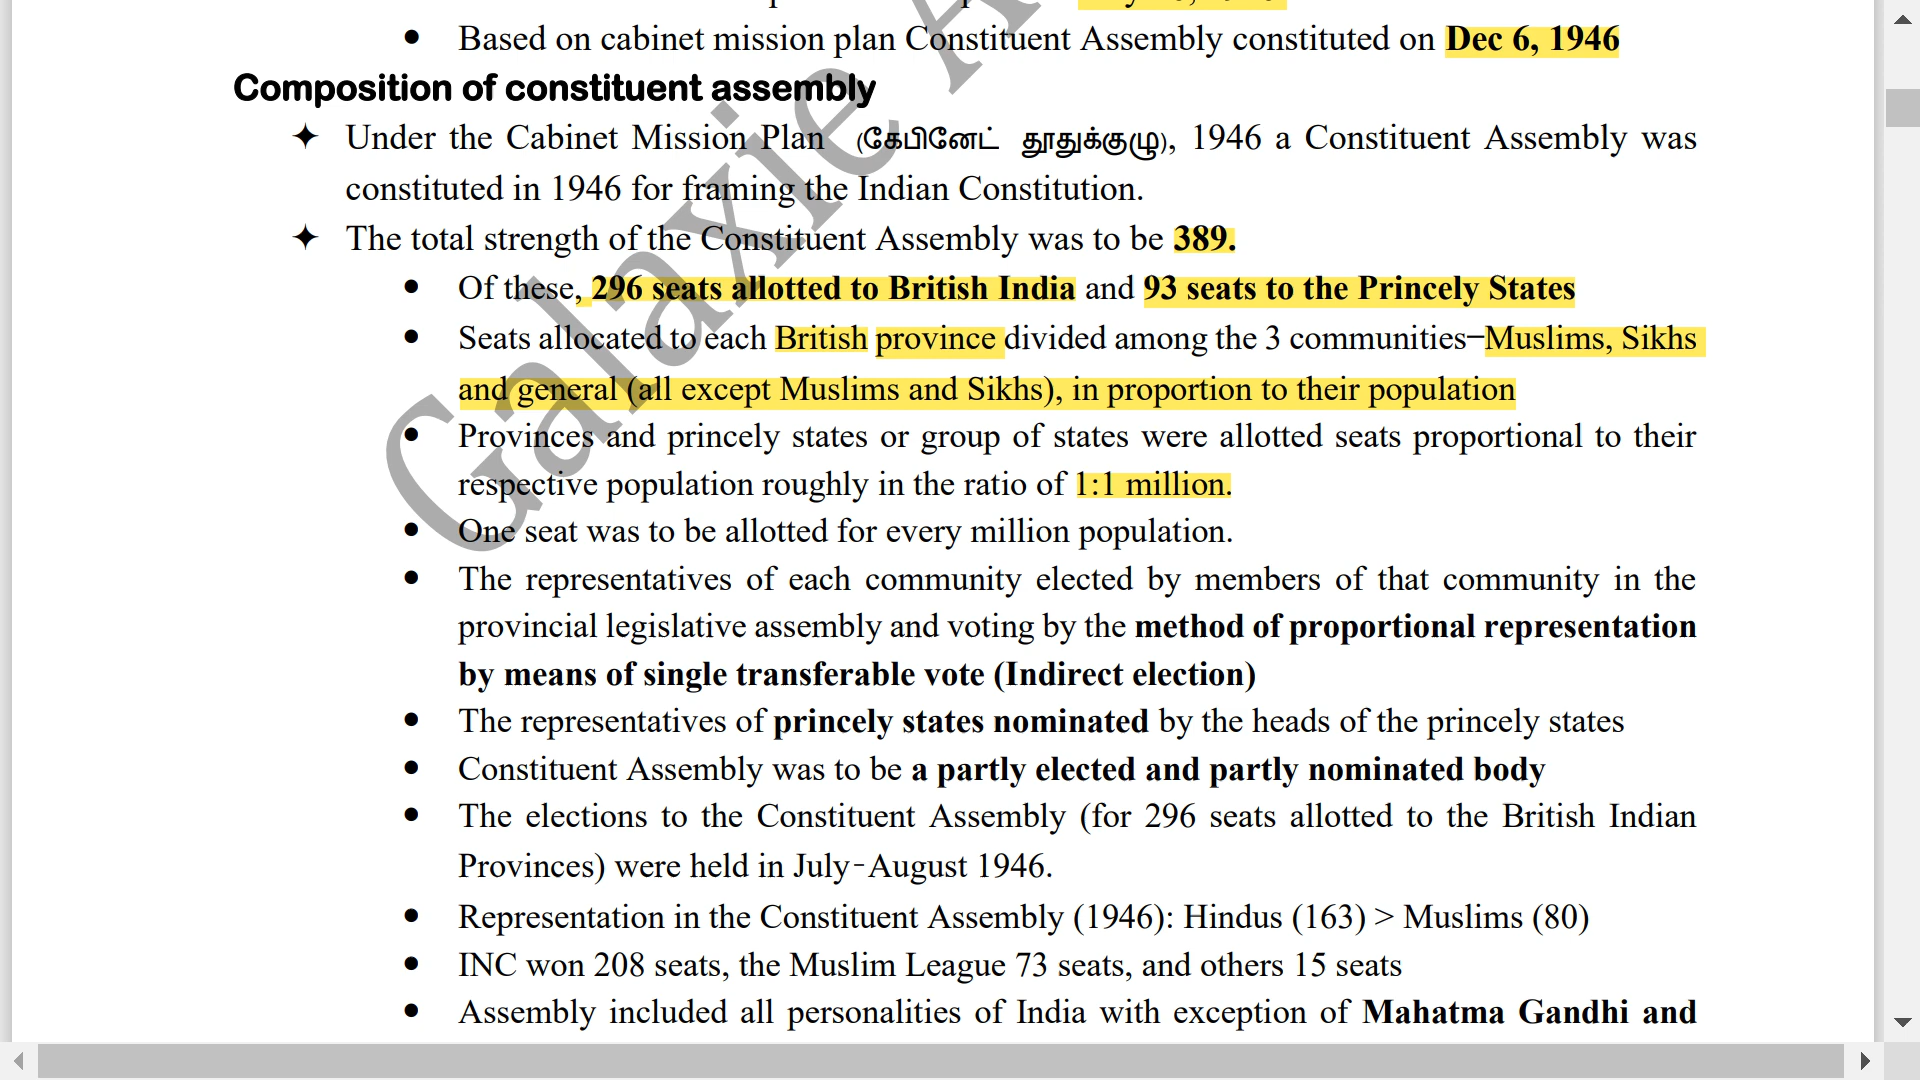 Based on cabinet mission plan Constituent Assembly constituted on Dec 6, 1946
Composition of constituent assembly
Under the Cabinet Mission Plan (கேபினேட் தூதுக்குழு), 1946 a Constituent Assembly was
constituted in 1946 for framing the Indian Constitution.
The total strength of the Constituent Assembly was to be 389.
Of these, 296 seats allotted to British India and 93 seats to the Princely States
Seats allocated to each British province divided among the 3 communities–Muslims, Sikhs
and general (all except Muslims and Sikhs), in proportion to their population
Provinces and princely states or group of states were allotted seats proportional to their
respective population roughly in the ratio of 1:1 million.
One seat was to be allotted for every million population.
The representatives of each community elected by members of that community in the
provincial legislative assembly and voting by the method of proportional representation
by means of single transferable vote (Indirect election)
The representatives of princely states nominated by the heads of the princely states
Constituent Assembly was to be a partly elected and partly nominated body
The elections to the Constituent Assembly (for 296 seats allotted to the British Indian
Provinces) were held in July-August 1946.
Representation in the Constituent Assembly (1946): Hindus (163) > Muslims (80)
INC won 208 seats, the Muslim League 73 seats, and others 15 seats
Assembly included all personalities of India with exception of Mahatma Gandhi and
Galaxie A